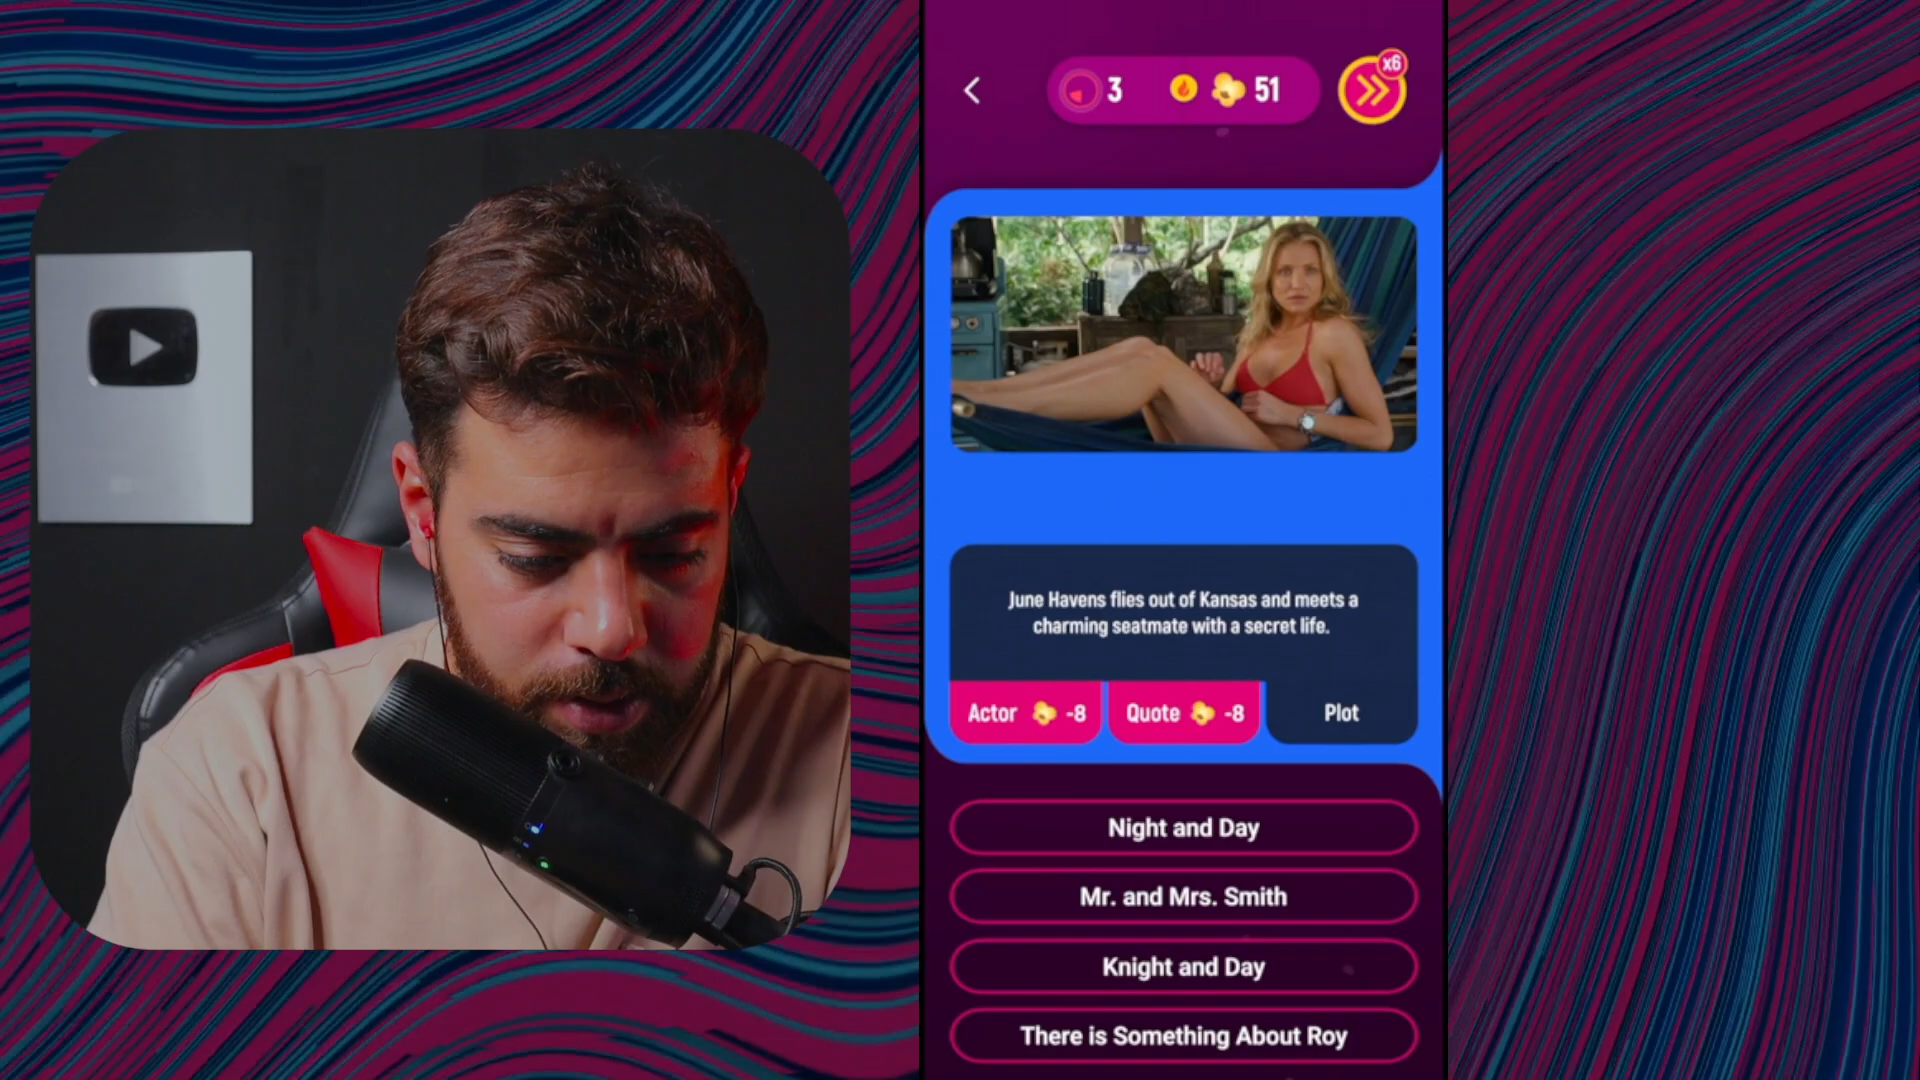 3
51
x6
June Havens flies out of Kansas and meets a
charming seatmate with a secret life.
Actor -8
Quote -8
Plot
Night and Day
Mr. and Mrs. Smith
Knight and Day
There is Something About Roy